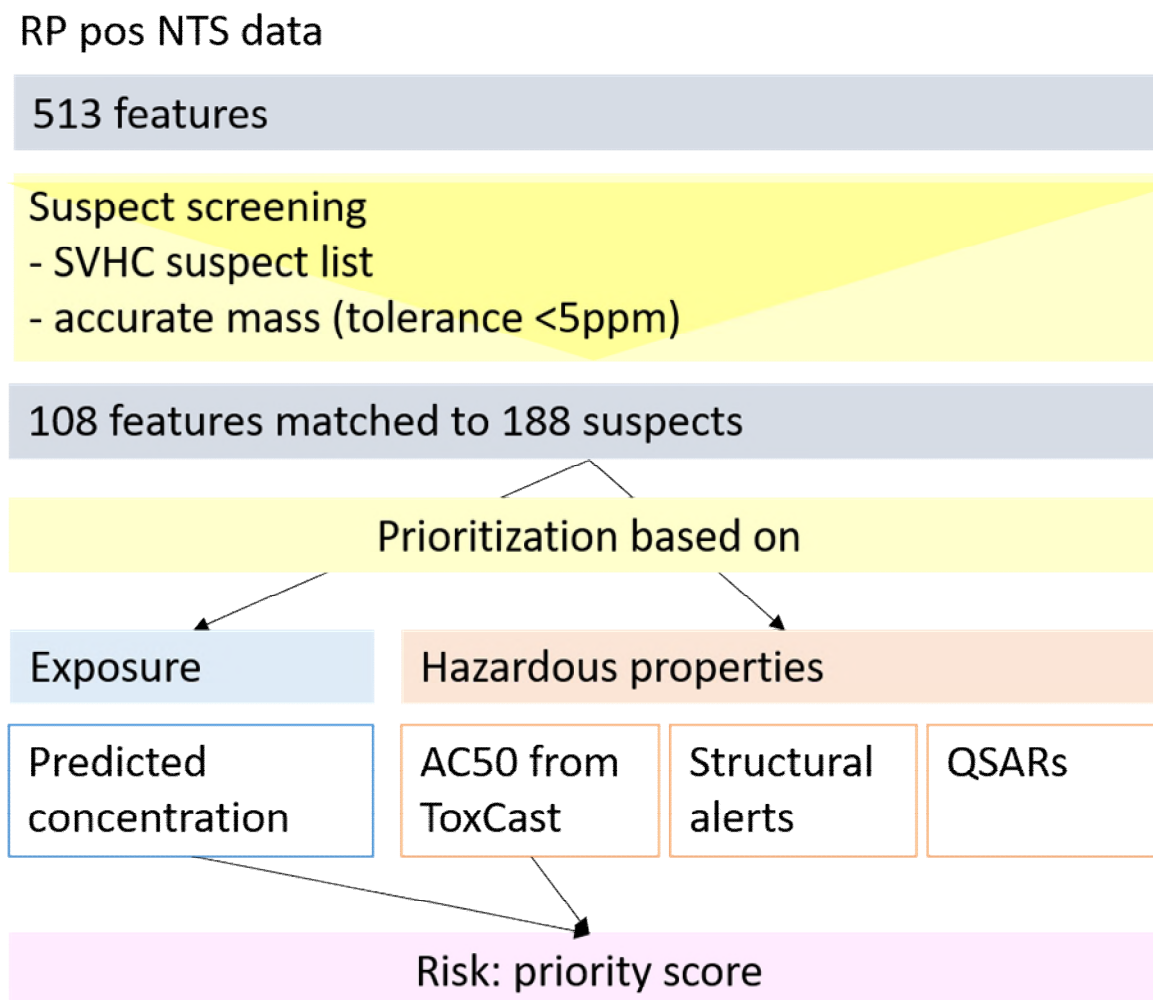 RP pos NTS data
513 features
Suspect screening
- SVHC suspect list
- accurate mass (tolerance <5ppm)
108 features matched to 188 suspects
Prioritization based on
Exposure
Hazardous properties
Predicted
concentration
AC50 from
ToxCast
Structural
alerts
QSARs
Risk: priority score